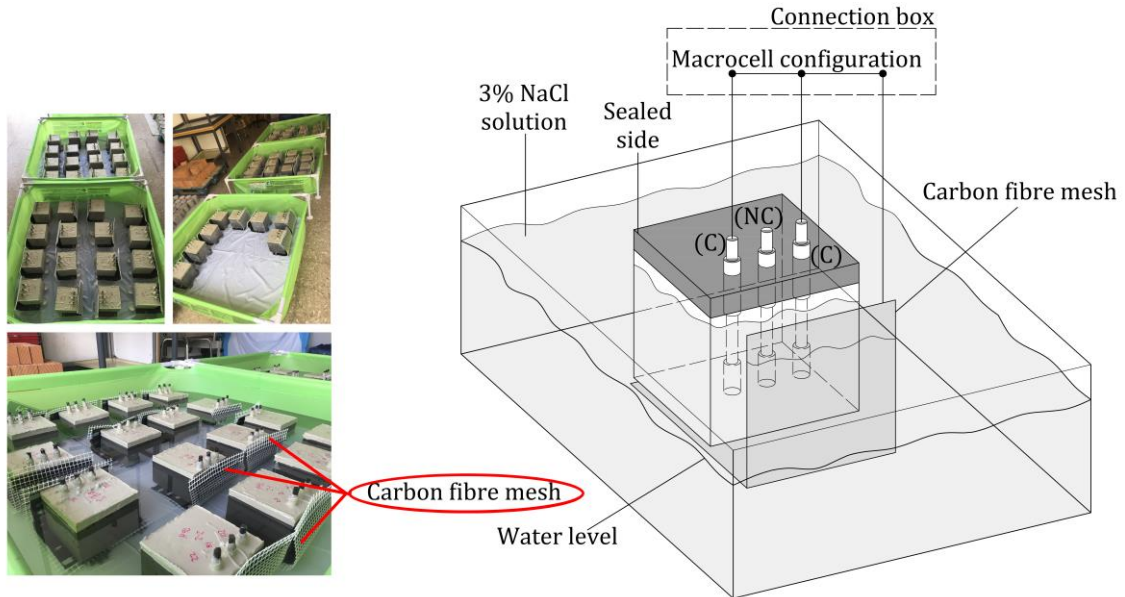 Connection box
Macrocell configuration
3% NaCl
solution
Sealed
side
Carbon fibre mesh
(NC)
(C)
(C)
Carbon fibre mesh
Water level